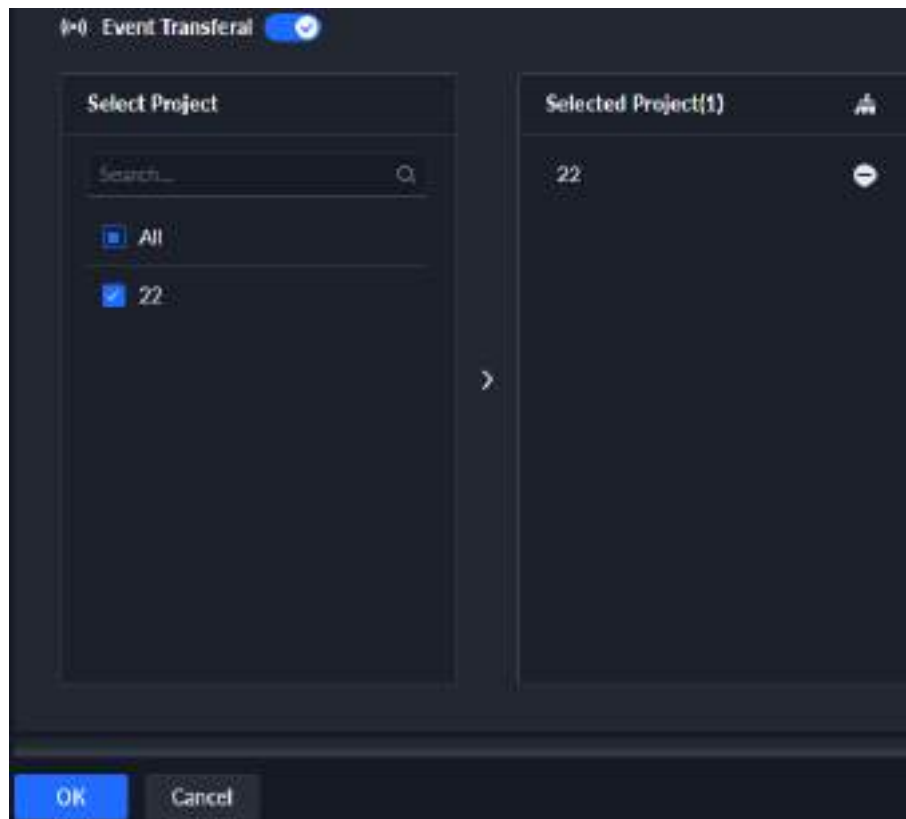 Event Transferal
Select Project
Selected Project(1)
Search...
22
All
22
OK
Cancel